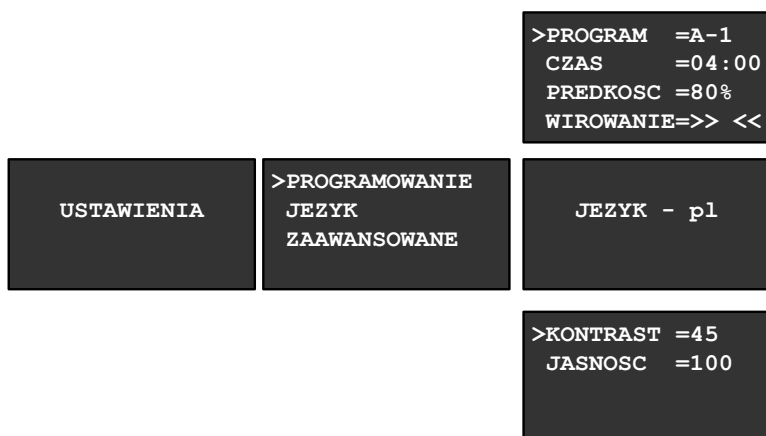 >PROGRAM =A-1
CZAS =04:00
PREDKOSC =80%
WIROWANIE=>> <<
USTAWIENIA
>PROGRAMOWANIE
JEZYK
ZAAWANSOWANE
JEZYK - pl
>KONTRAST =45
JASNOSC =100